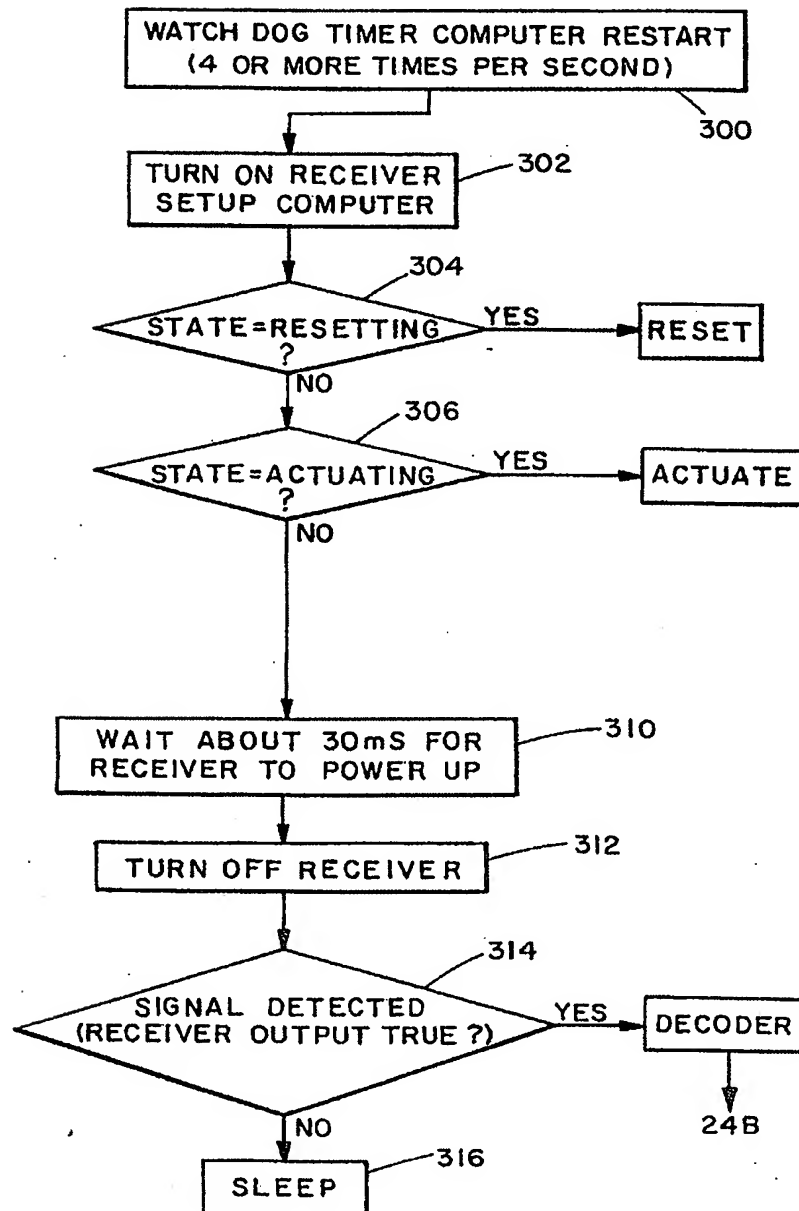 WATCH DOG TIMER COMPUTER RESTART
(4 OR MORE TIMES PER SECOND)
300
TURN ON RECEIVER
SETUP COMPUTER
302
304
STATE=RESETTING
?
YES
RESET
NO
306
STATE=ACTUATING
?
YES
ACTUATE
NO
WAIT ABOUT 30mS FOR
RECEIVER TO POWER UP
310
TURN OFF RECEIVER
312
314
SIGNAL DETECTED
(RECEIVER OUTPUT TRUE?)
YES
DECODER
24B
NO
SLEEP
316